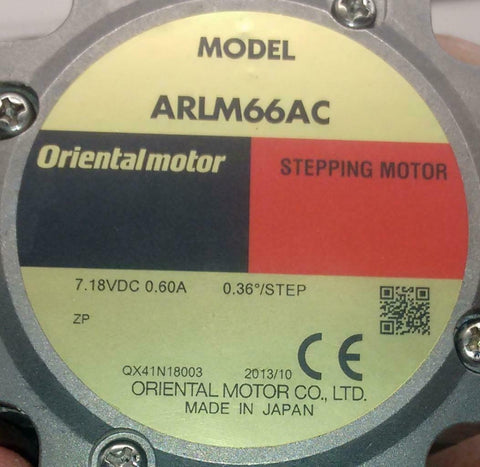 MODEL
ARLM66AC
Orientalmotor
STEPPING MOTOR
7.18VDC 0.60A 0.36°/STEP
ZP
QX41N18003 2013/10 CE
ORIENTAL MOTOR CO., LTD.
MADE IN JAPAN